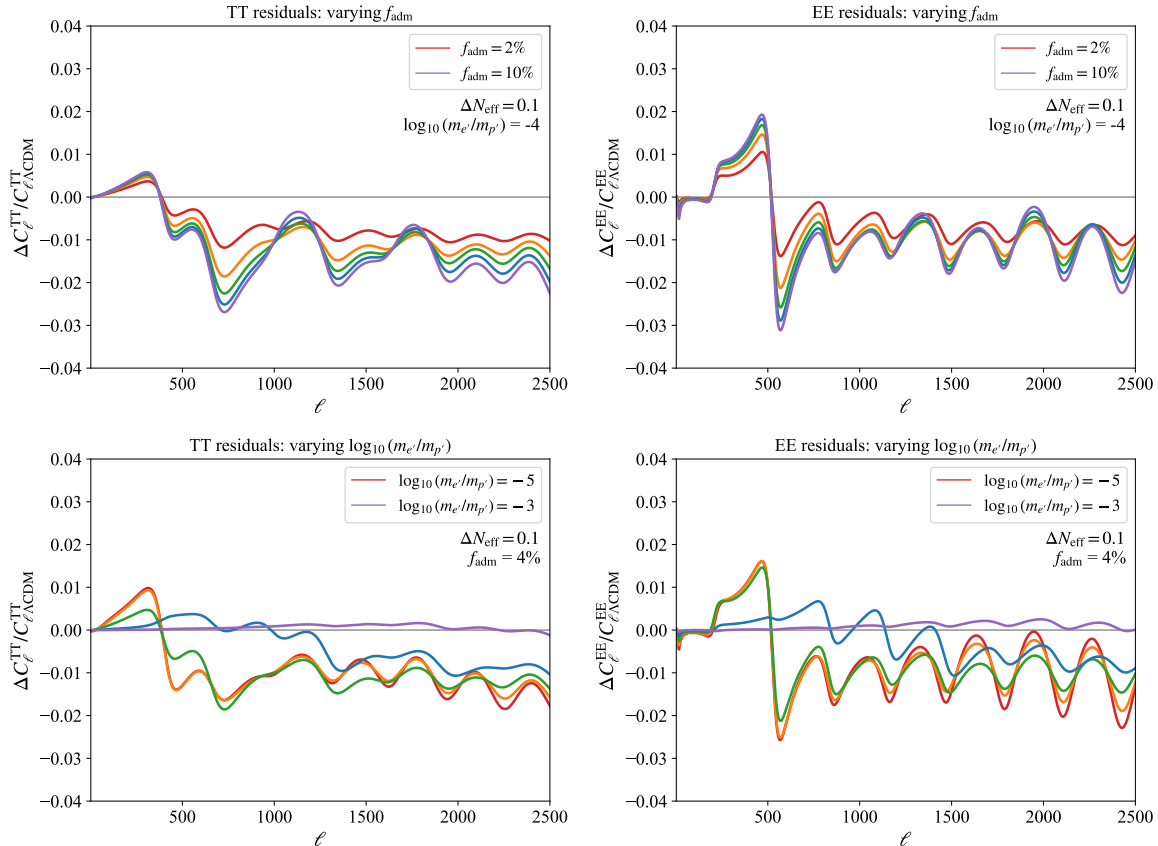 TT residuals: varying f_adm
0.04
0.03
0.02
0.01
0.00
−0.01
−0.02
−0.03
−0.04
ΔC_ℓ^TT/C_ℓΛCDM^TT
f_adm = 2%
f_adm = 10%
ΔN_eff = 0.1
log₁₀(m_e′/m_p′) = -4
500
1000
1500
2000
2500
ℓ
EE residuals: varying f_adm
0.04
0.03
0.02
0.01
0.00
−0.01
−0.02
−0.03
−0.04
ΔC_ℓ^EE/C_ℓΛCDM^EE
f_adm = 2%
f_adm = 10%
ΔN_eff = 0.1
log₁₀(m_e′/m_p′) = -4
500
1000
1500
2000
2500
ℓ
TT residuals: varying log₁₀(m_e′/m_p′)
0.04
0.03
0.02
0.01
0.00
−0.01
−0.02
−0.03
−0.04
ΔC_ℓ^TT/C_ℓΛCDM^TT
log₁₀(m_e′/m_p′) = −5
log₁₀(m_e′/m_p′) = −3
ΔN_eff = 0.1
f_adm = 4%
500
1000
1500
2000
2500
ℓ
EE residuals: varying log₁₀(m_e′/m_p′)
0.04
0.03
0.02
0.01
0.00
−0.01
−0.02
−0.03
−0.04
ΔC_ℓ^EE/C_ℓΛCDM^EE
log₁₀(m_e′/m_p′) = −5
log₁₀(m_e′/m_p′) = −3
ΔN_eff = 0.1
f_adm = 4%
500
1000
1500
2000
2500
ℓ